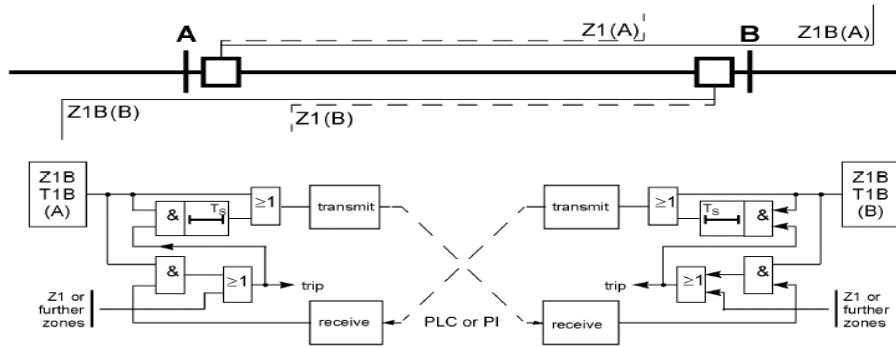 A
B
Z1(A)
Z1B(A)
Z1B(B)
Z1(B)
Z1B
T1B
(A)
&
TS
≥1
transmit
transmit
≥1
TS
&
Z1B
T1B
(B)
&
≥1
trip
trip
≥1
&
Z1 or
further
zones
receive
PLC or PI
receive
Z1 or
further
zones